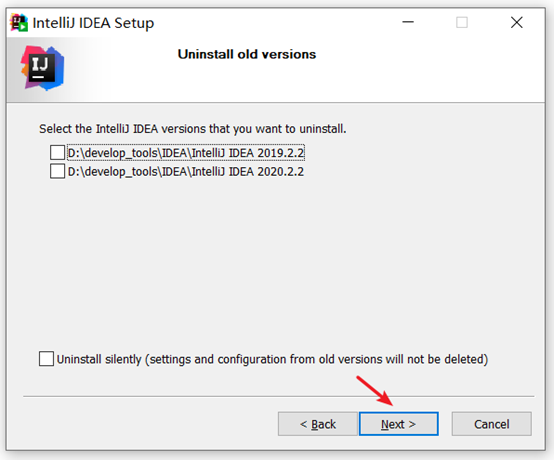 IntelliJ IDEA Setup
IJ
Uninstall old versions
Select the IntelliJ IDEA versions that you want to uninstall.
D:\develop_tools\IDEA\IntelliJ IDEA 2019.2.2
D:\develop_tools\IDEA\IntelliJ IDEA 2020.2.2
Uninstall silently (settings and configuration from old versions will not be deleted)
< Back Next > Cancel